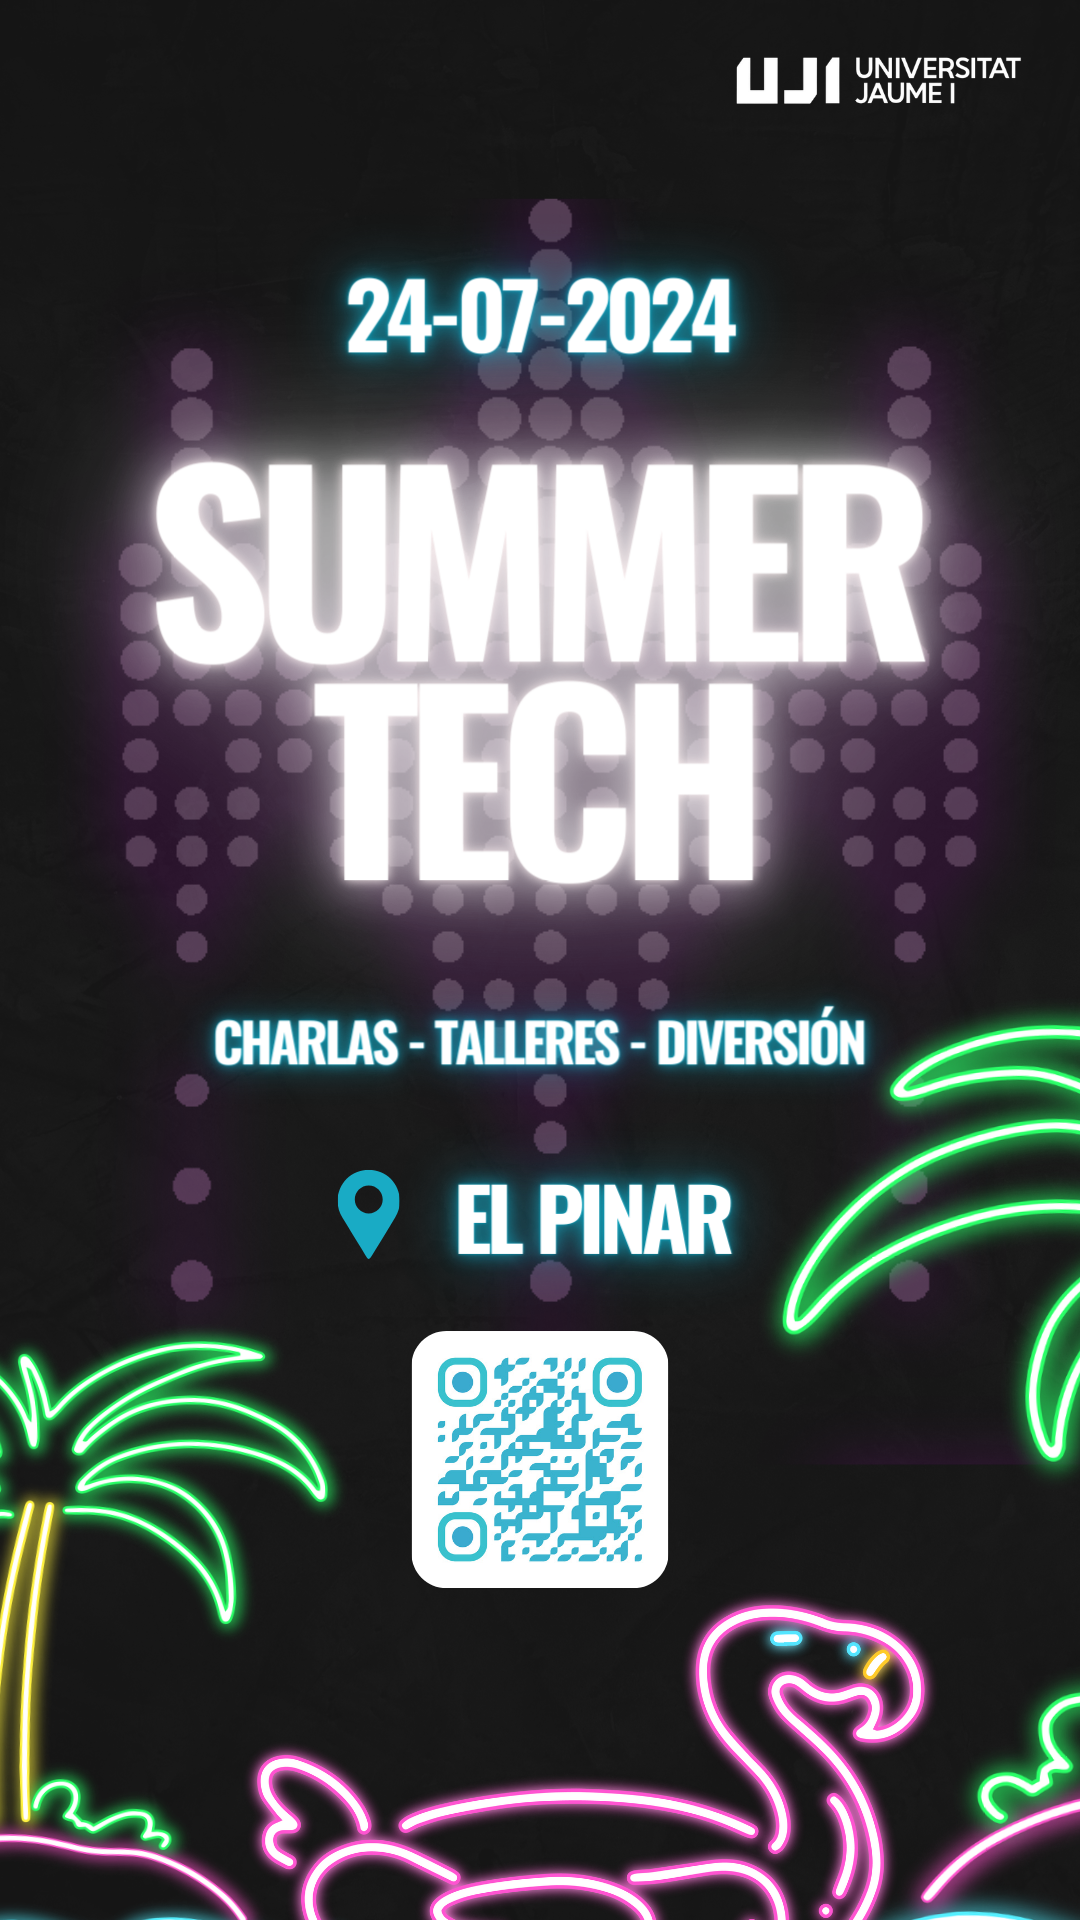 UJI UNIVERSITAT
JAUME I
24-07-2024
SUMMER
TECH
CHARLAS - TALLERES - DIVERSIÓN
EL PINAR